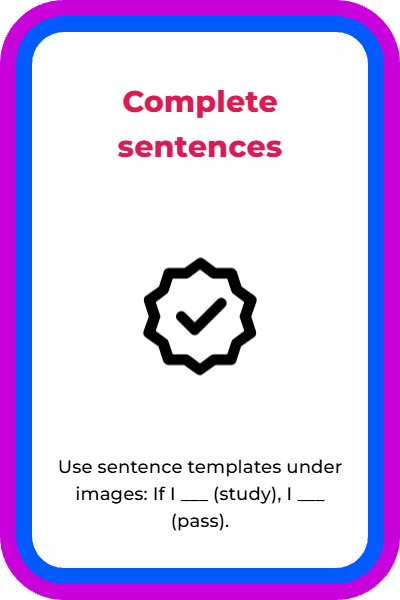 Complete
sentences
Use sentence templates under
images: If I ___ (study), I ___
(pass).